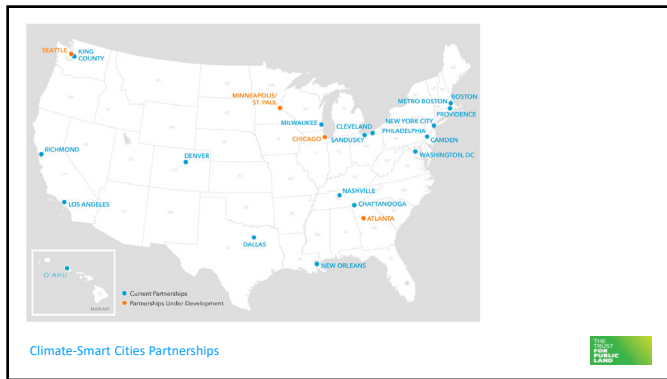 SEATTLE
KING
COUNTY
MINNEAPOLIS/
ST. PAUL
MILWAUKEE
CHICAGO
CLEVELAND
SANDUSKY
BOSTON
METRO BOSTON
PROVIDENCE
NEW YORK CITY
PHILADELPHIA
CAMDEN
WASHINGTON, DC
RICHMOND
DENVER
LOS ANGELES
NASHVILLE
CHATTANOOGA
ATLANTA
DALLAS
NEW ORLEANS
O'AHU
HAWAI'I
Current Partnerships
Partnerships Under Development
Climate-Smart Cities Partnerships
THE
TRUST
FOR
PUBLIC
LAND